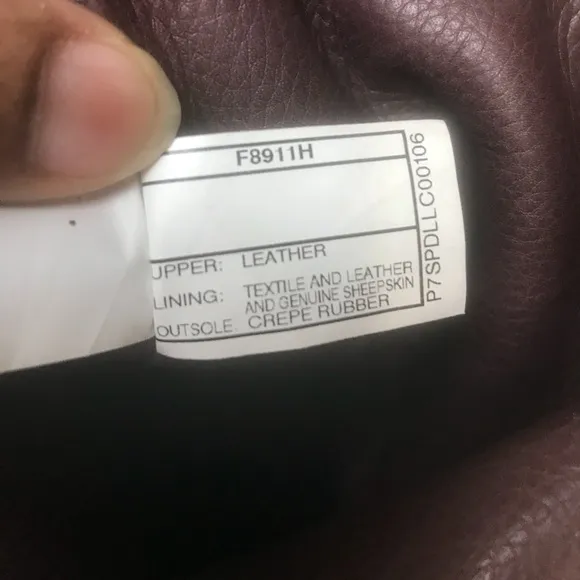 F8911H
UPPER: LEATHER
LINING: TEXTILE AND LEATHER
AND GENUINE SHEEPSKIN
OUTSOLE. CREPE RUBBER
P7SPDLLC00106